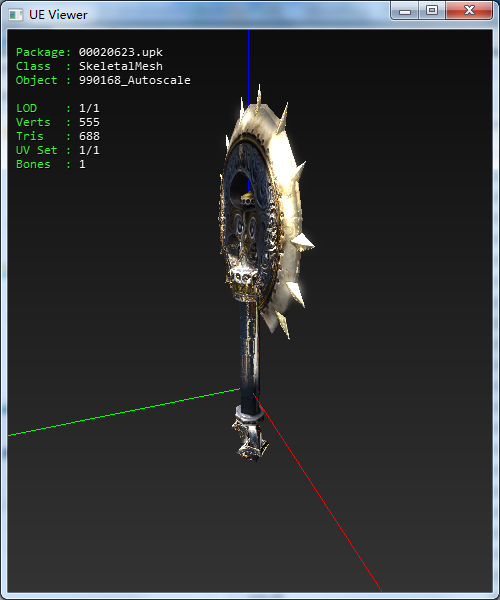 UE Viewer
Package: 00020623.upk
Class  : SkeletalMesh
Object : 990168_Autoscale
LOD    : 1/1
Verts  : 555
Tris   : 688
UV Set : 1/1
Bones  : 1